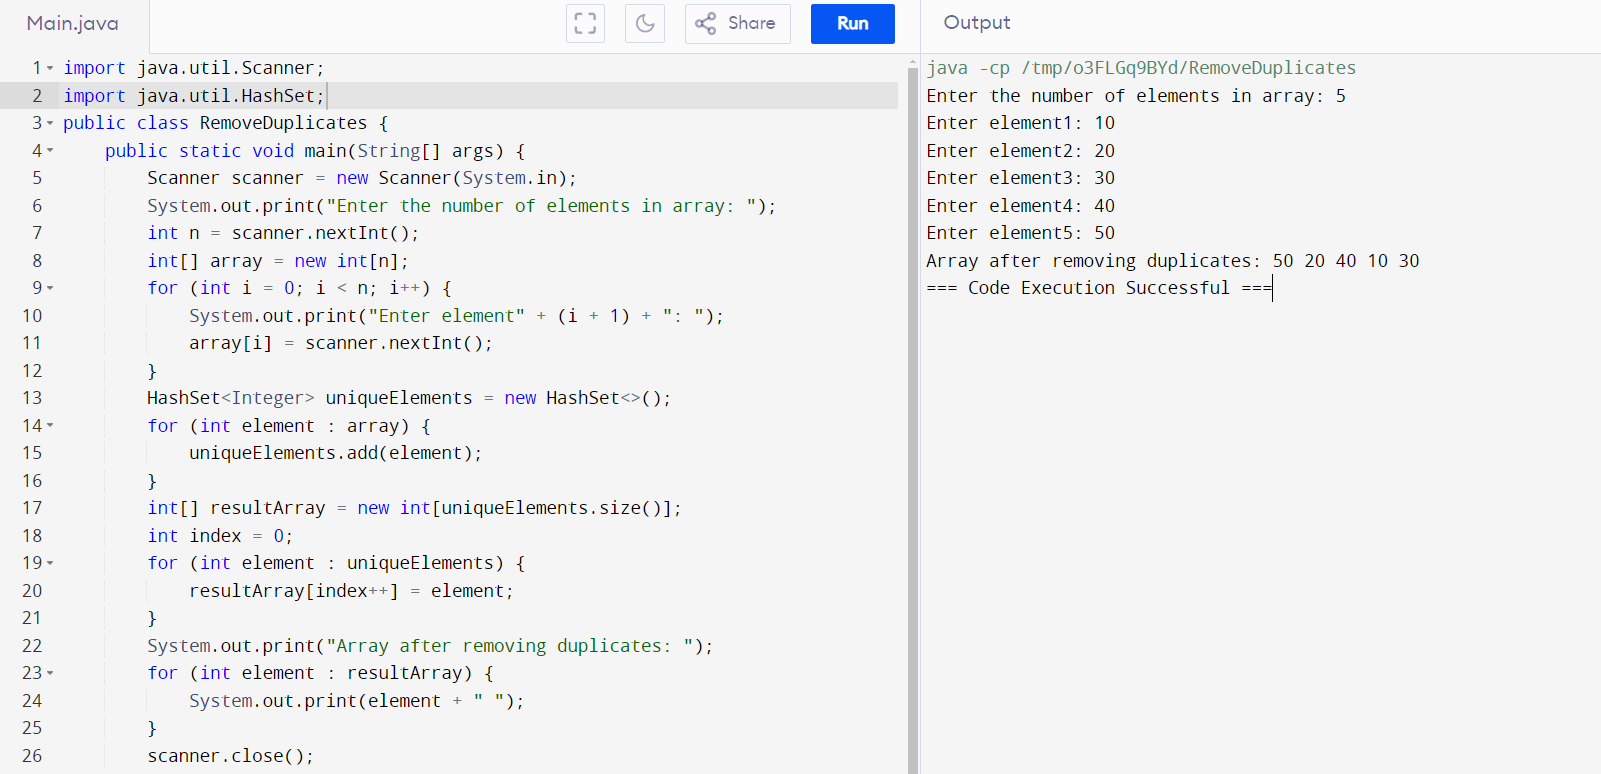 Main.java
Share
Run
Output
1 import java.util.Scanner;
2 import java.util.HashSet;
3 public class RemoveDuplicates {
4     public static void main(String[] args) {
5         Scanner scanner = new Scanner(System.in);
6         System.out.print("Enter the number of elements in array: ");
7         int n = scanner.nextInt();
8         int[] array = new int[n];
9         for (int i = 0; i < n; i++) {
10             System.out.print("Enter element" + (i + 1) + ": ");
11             array[i] = scanner.nextInt();
12         }
13         HashSet<Integer> uniqueElements = new HashSet<>();
14         for (int element : array) {
15             uniqueElements.add(element);
16         }
17         int[] resultArray = new int[uniqueElements.size()];
18         int index = 0;
19         for (int element : uniqueElements) {
20             resultArray[index++] = element;
21         }
22         System.out.print("Array after removing duplicates: ");
23         for (int element : resultArray) {
24             System.out.print(element + " ");
25         }
26         scanner.close();
java -cp /tmp/o3FLGq9BYd/RemoveDuplicates
Enter the number of elements in array: 5
Enter element1: 10
Enter element2: 20
Enter element3: 30
Enter element4: 40
Enter element5: 50
Array after removing duplicates: 50 20 40 10 30
=== Code Execution Successful ===